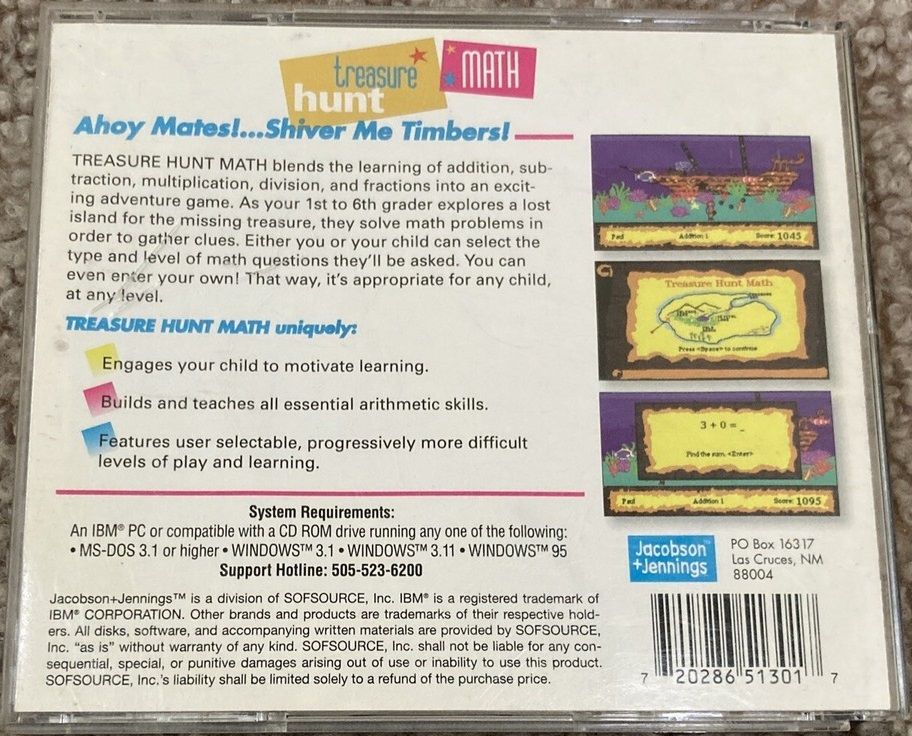 treasure
hunt
MATH
Ahoy Mates!...Shiver Me Timbers!
TREASURE HUNT MATH blends the learning of addition, sub-
traction, multiplication, division, and fractions into an excit-
ing adventure game. As your 1st to 6th grader explores a lost
island for the missing treasure, they solve math problems in
order to gather clues. Either you or your child can select the
type and level of math questions they'll be asked. You can
even enter your own! That way, it's appropriate for any child,
at any level.
TREASURE HUNT MATH uniquely:
Engages your child to motivate learning.
Builds and teaches all essential arithmetic skills.
Features user selectable, progressively more difficult
levels of play and learning.
System Requirements:
An IBM® PC or compatible with a CD ROM drive running any one of the following:
• MS-DOS 3.1 or higher • WINDOWS™ 3.1 • WINDOWS™ 3.11 • WINDOWS™ 95
Support Hotline: 505-523-6200
Jacobson+Jennings™ is a division of SOFSOURCE, Inc. IBM® is a registered trademark of
IBM® CORPORATION. Other brands and products are trademarks of their respective hold-
ers. All disks, software, and accompanying written materials are provided by SOFSOURCE,
Inc. "as is" without warranty of any kind. SOFSOURCE, Inc. shall not be liable for any con-
sequential, special, or punitive damages arising out of use or inability to use this product.
SOFSOURCE, Inc.'s liability shall be limited solely to a refund of the purchase price.
Paul Addition 1 Score: 1045
Treasure Hunt Math
Press <Space> to continue
3 + 0 = _
Find the sum. <Enter>
Paul Addition 1 Score: 1095
Jacobson™
+Jennings
PO Box 16317
Las Cruces, NM
88004
7 20286 51301 7